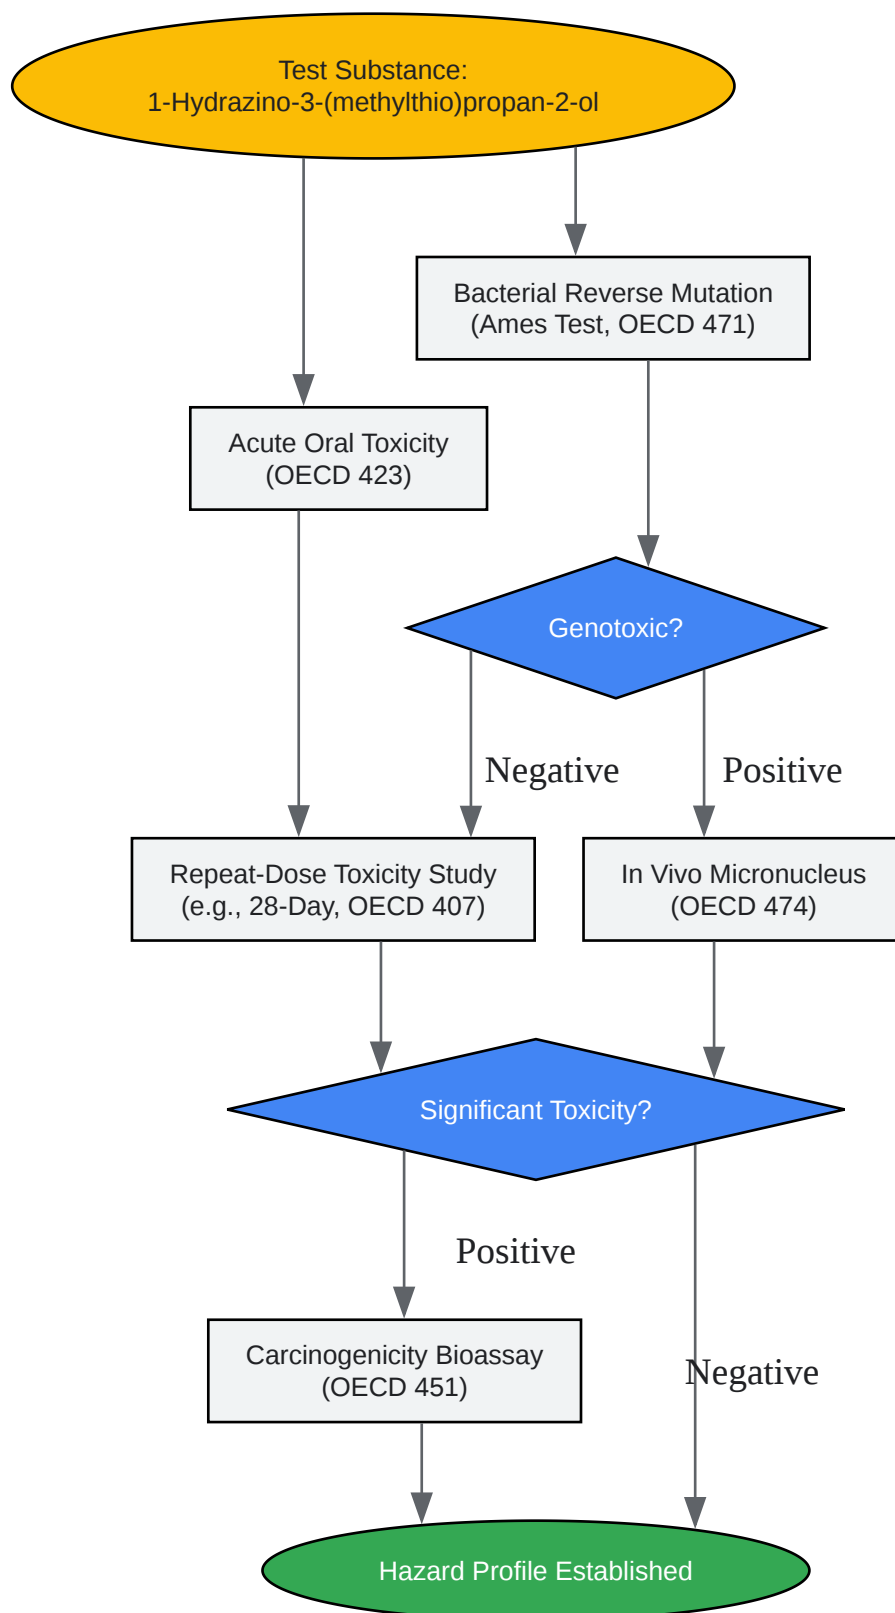 Test Substance:
1-Hydrazino-3-(methylthio)propan-2-ol
Bacterial Reverse Mutation
(Ames Test, OECD 471)
Acute Oral Toxicity
(OECD 423)
Genotoxic?
Negative
Positive
Repeat-Dose Toxicity Study
(e.g., 28-Day, OECD 407)
In Vivo Micronucleus
(OECD 474)
Significant Toxicity?
Positive
Carcinogenicity Bioassay
(OECD 451)
Negative
Hazard Profile Established